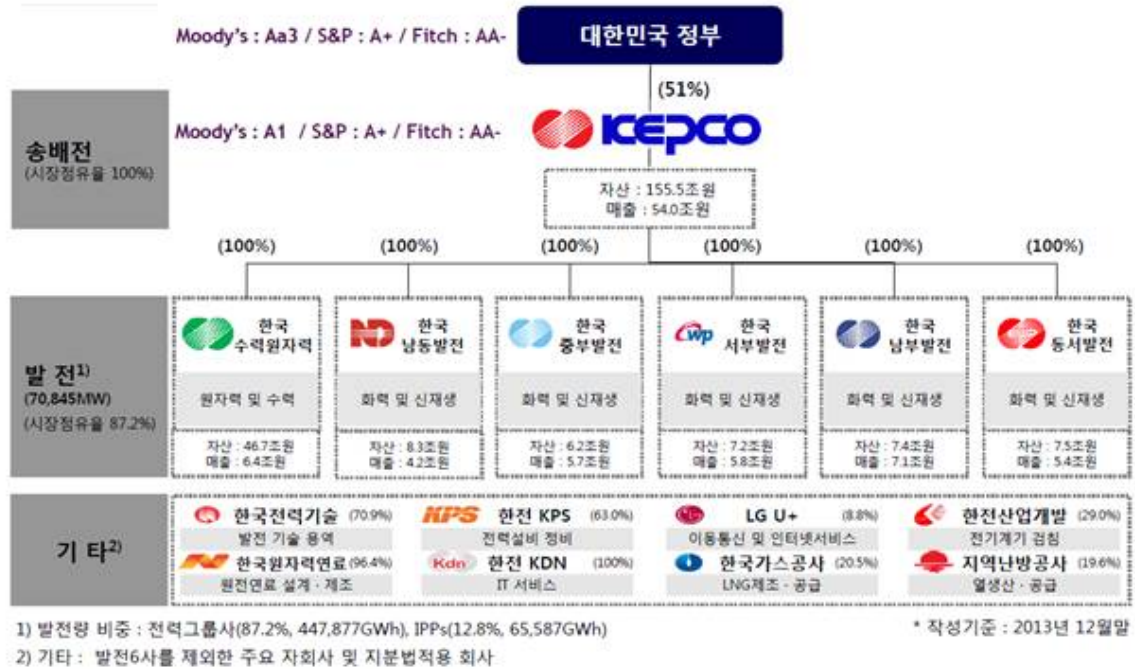 Moody's : Aa3 / S&P : A+ / Fitch : AA-
대한민국 정부
(51%)
송배전
(시장점유율 100%)
Moody's : A1 / S&P : A+ / Fitch : AA-
KEPCO
자산 : 155.5조원
매출 : 54.0조원
(100%) (100%) (100%) (100%) (100%) (100%)
발 전1)
(70,845MW)
(시장점유율 87.2%)
한국
수력원자력
원자력 및 수력
자산 : 46.7조원
매출 : 6.4조원
ND 한국
남동발전
화력 및 신재생
자산 : 8.3조원
매출 : 4.2조원
한국
중부발전
화력 및 신재생
자산 : 6.2조원
매출 : 5.7조원
wp 한국
서부발전
화력 및 신재생
자산 : 7.2조원
매출 : 5.8조원
한국
남부발전
화력 및 신재생
자산 : 7.4조원
매출 : 7.1조원
한국
동서발전
화력 및 신재생
자산 : 7.5조원
매출 : 5.4조원
기 타2)
한국전력기술 (70.9%)
발전 기술 용역
KPS 한전 KPS (63.0%)
전력설비 정비
LG U+ (8.8%)
이동통신 및 인터넷서비스
한전산업개발 (29.0%)
전기계기 검침
한국원자력연료(96.4%)
원전연료 설계 · 제조
Kdn 한전 KDN (100%)
IT 서비스
한국가스공사 (20.5%)
LNG제조 · 공급
지역난방공사 (19.6%)
열생산 · 공급
1) 발전량 비중 : 전력그룹사(87.2%, 447,877GWh), IPPs(12.8%, 65,587GWh)
* 작성기준 : 2013년 12월말
2) 기타 : 발전6사를 제외한 주요 자회사 및 지분법적용 회사